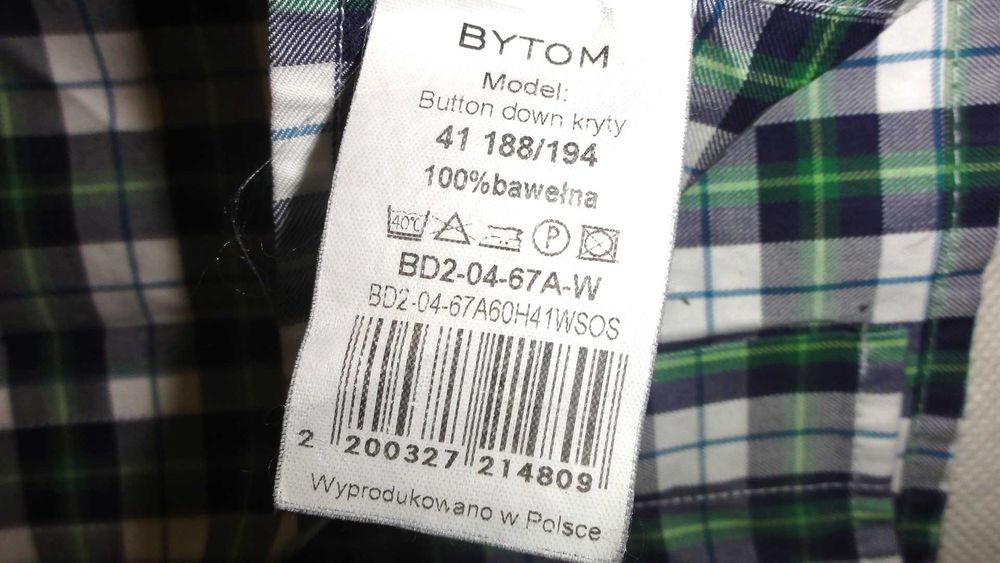 BYTOM
Model:
Button down kryty
41 188/194
100%bawełna
40°C P
BD2-04-67A-W
BD2-04-67A60H41WSOS
2 200327 214809
Wyprodukowano w Polsce